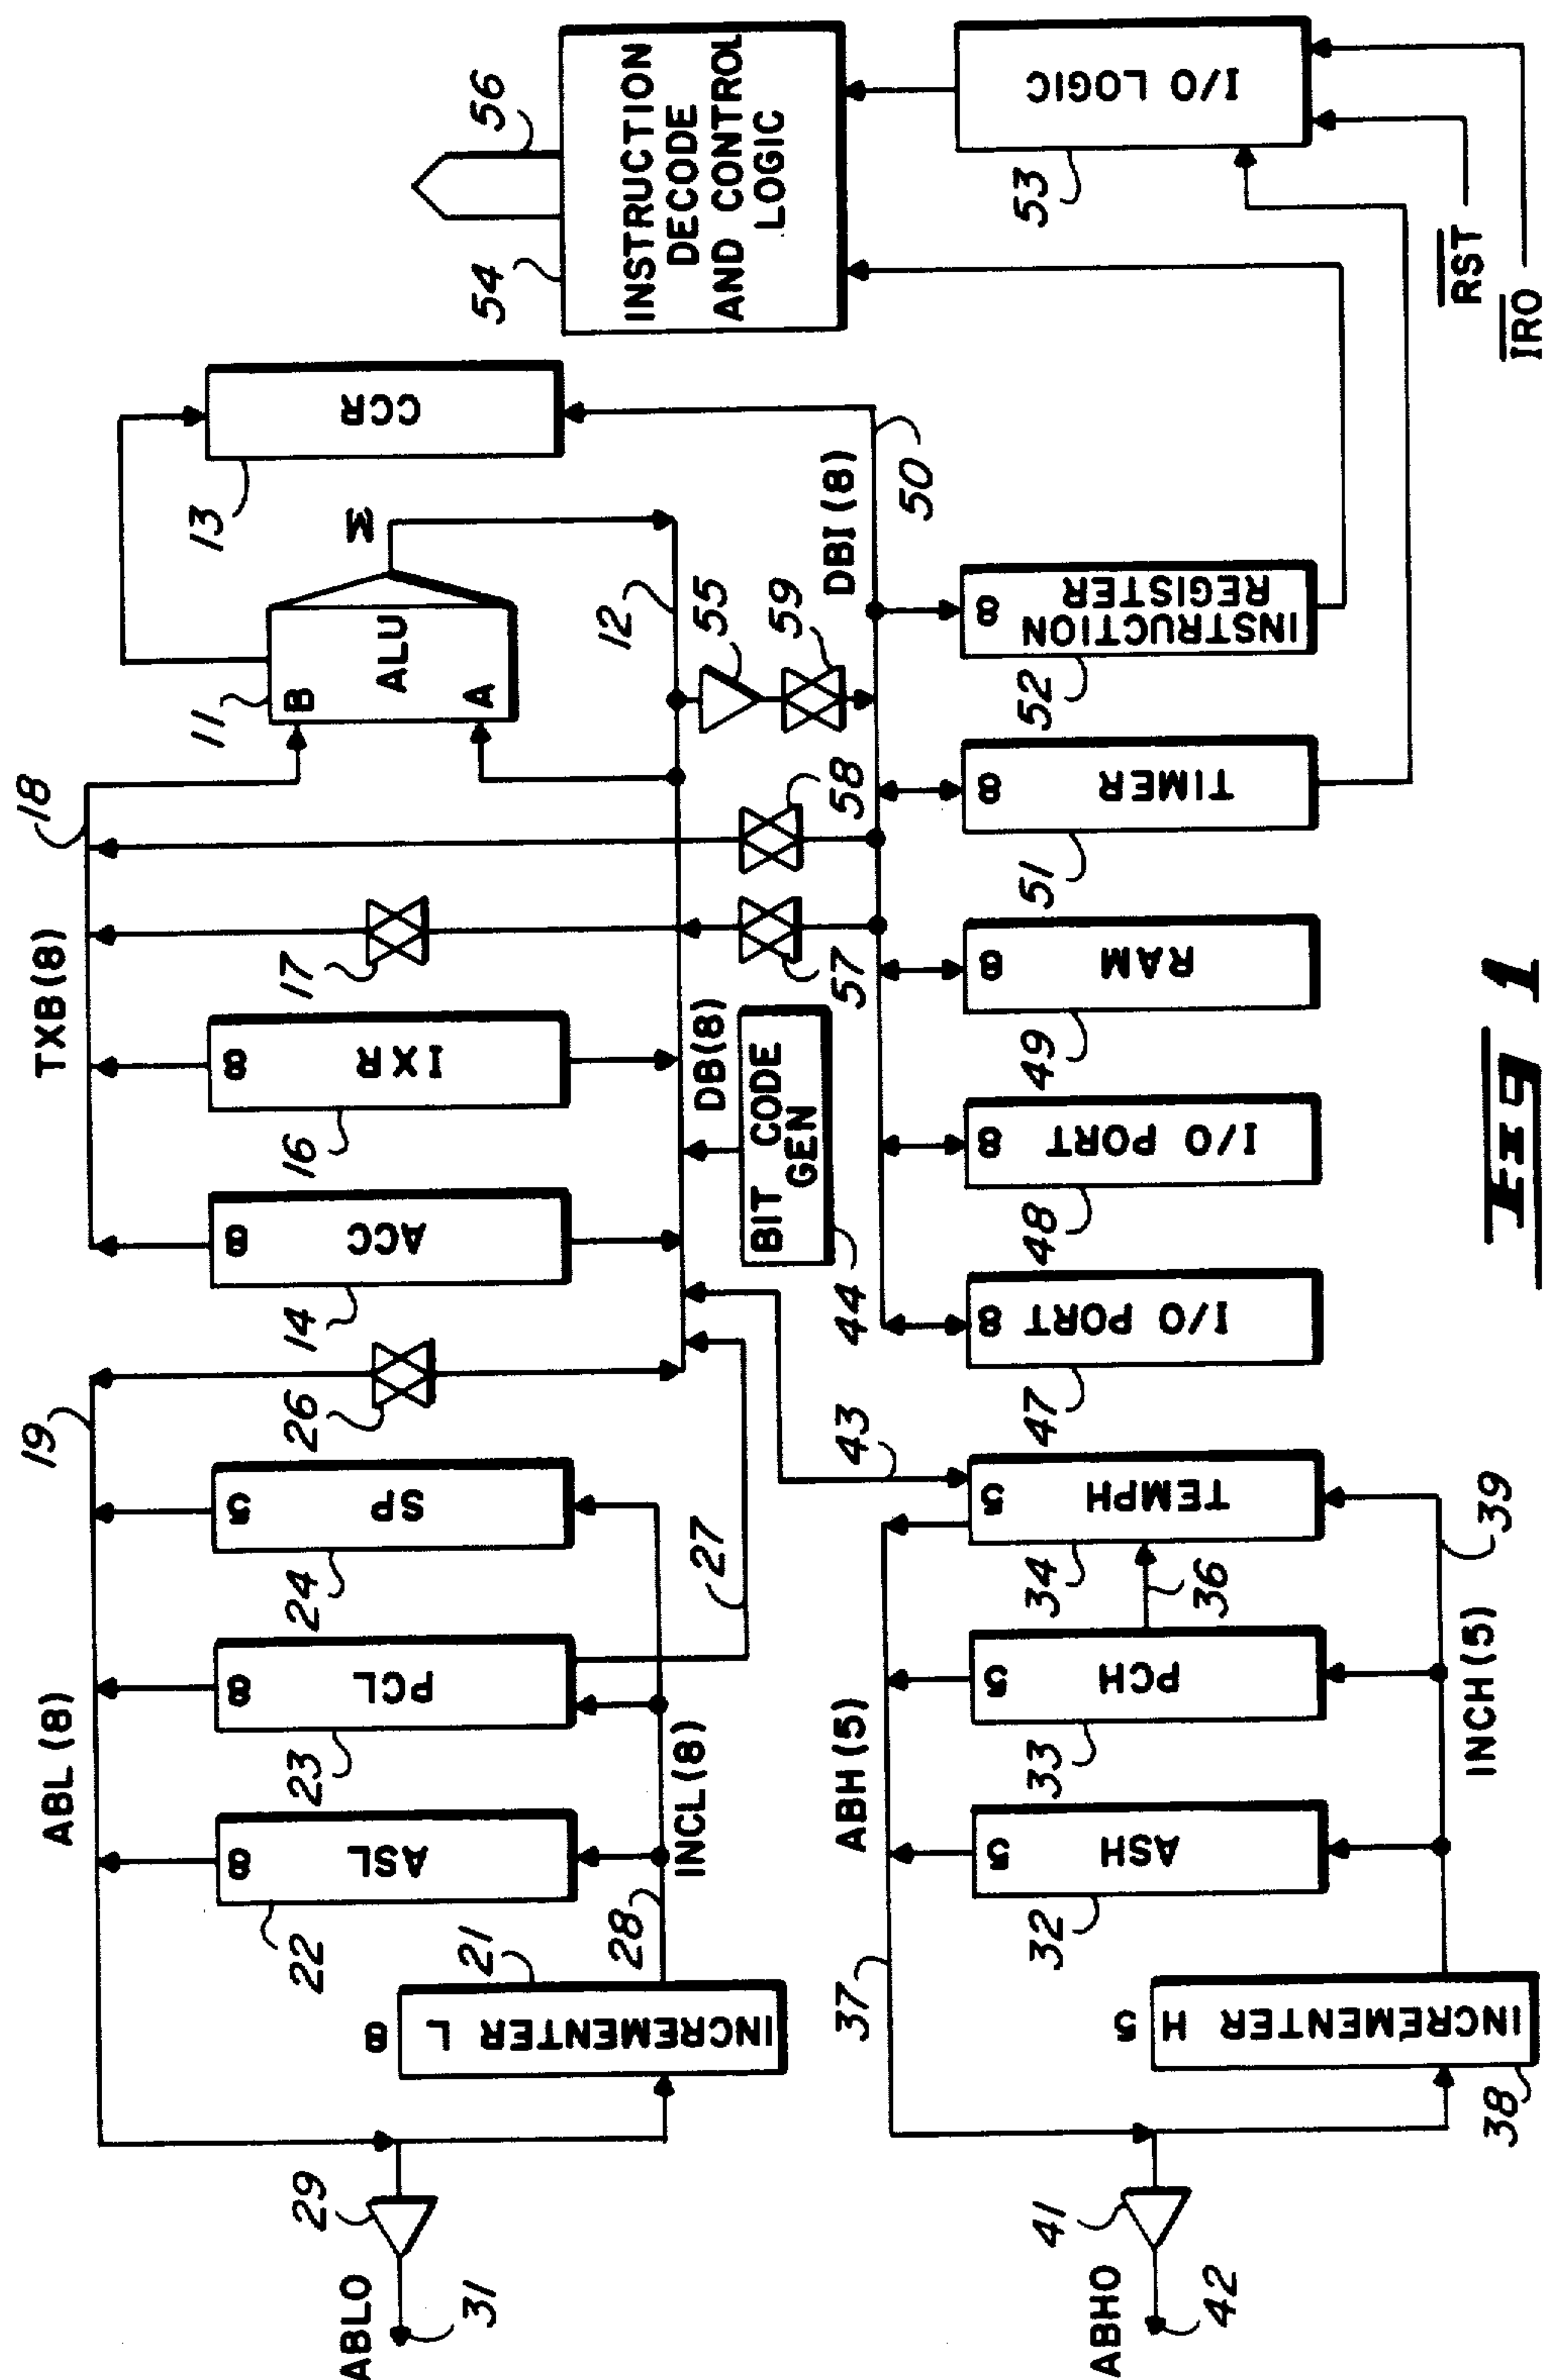 ABLO
31
29
ABL (8)
19
INCREMENTER L
8
21
28
INCL (8)
ASL
8
22
PCL
8
23
SP
5
24
27
26
ACC
8
14
IXR
8
16
TXB (8)
17
18
ALU
B
A
11
Σ
12
CCR
13
DB(8)
BIT CODE
GEN
44
57
58
55
59
DBI (8)
50
INSTRUCTION
DECODE
AND CONTROL
LOGIC
54
56
ABHO
42
41
37
ABH (5)
INCREMENTER H
5
38
ASH
5
32
PCH
5
33
36
TEMPH
5
34
43
39
INCH (5)
I/O PORT
8
47
I/O PORT
8
48
RAM
8
49
TIMER
8
51
INSTRUCTION
REGISTER
8
52
I/O LOGIC
53
RST
IRO
FIG 1